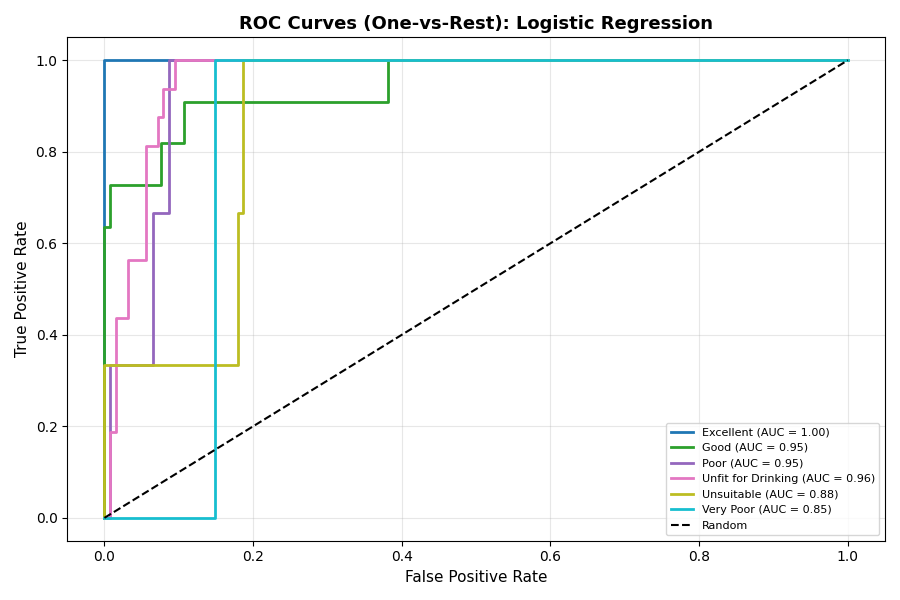 ROC Curves (One-vs-Rest): Logistic Regression
True Positive Rate
1.0
0.8
0.6
0.4
0.2
0.0
0.0 0.2 0.4 0.6 0.8 1.0
False Positive Rate
Excellent (AUC = 1.00)
Good (AUC = 0.95)
Poor (AUC = 0.95)
Unfit for Drinking (AUC = 0.96)
Unsuitable (AUC = 0.88)
Very Poor (AUC = 0.85)
Random